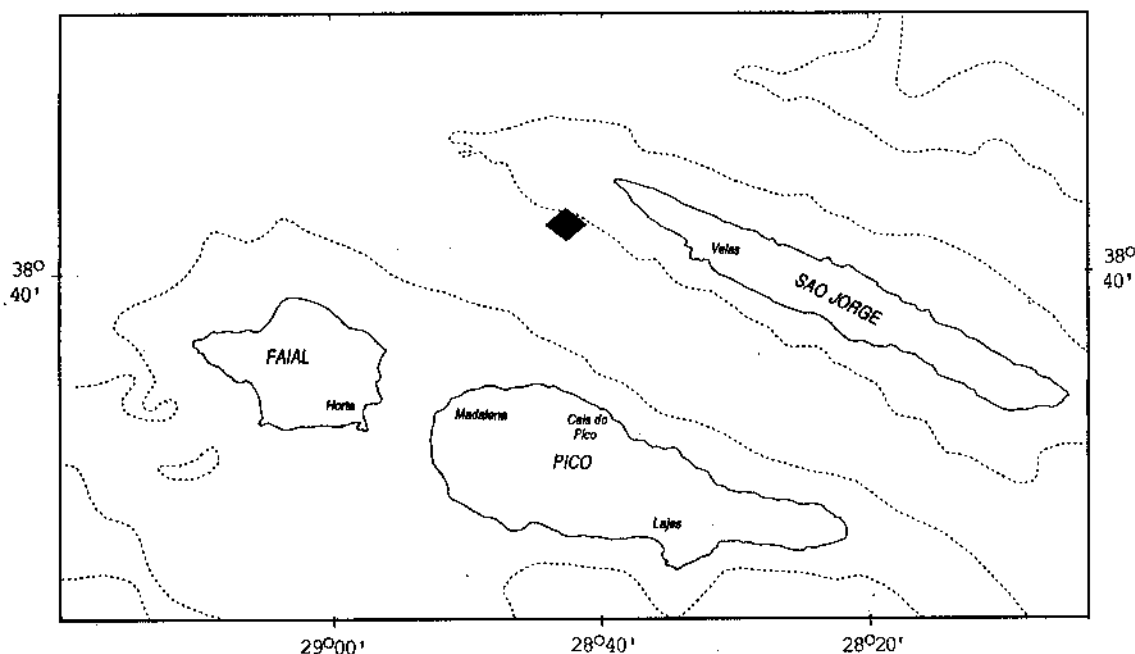 Velas
38O
40'
38O
40'
SAO JORGE
FAIAL
Horta
Madalena
Cais do
Pico
PICO
Lajes
29O00'
28O40'
28O20'